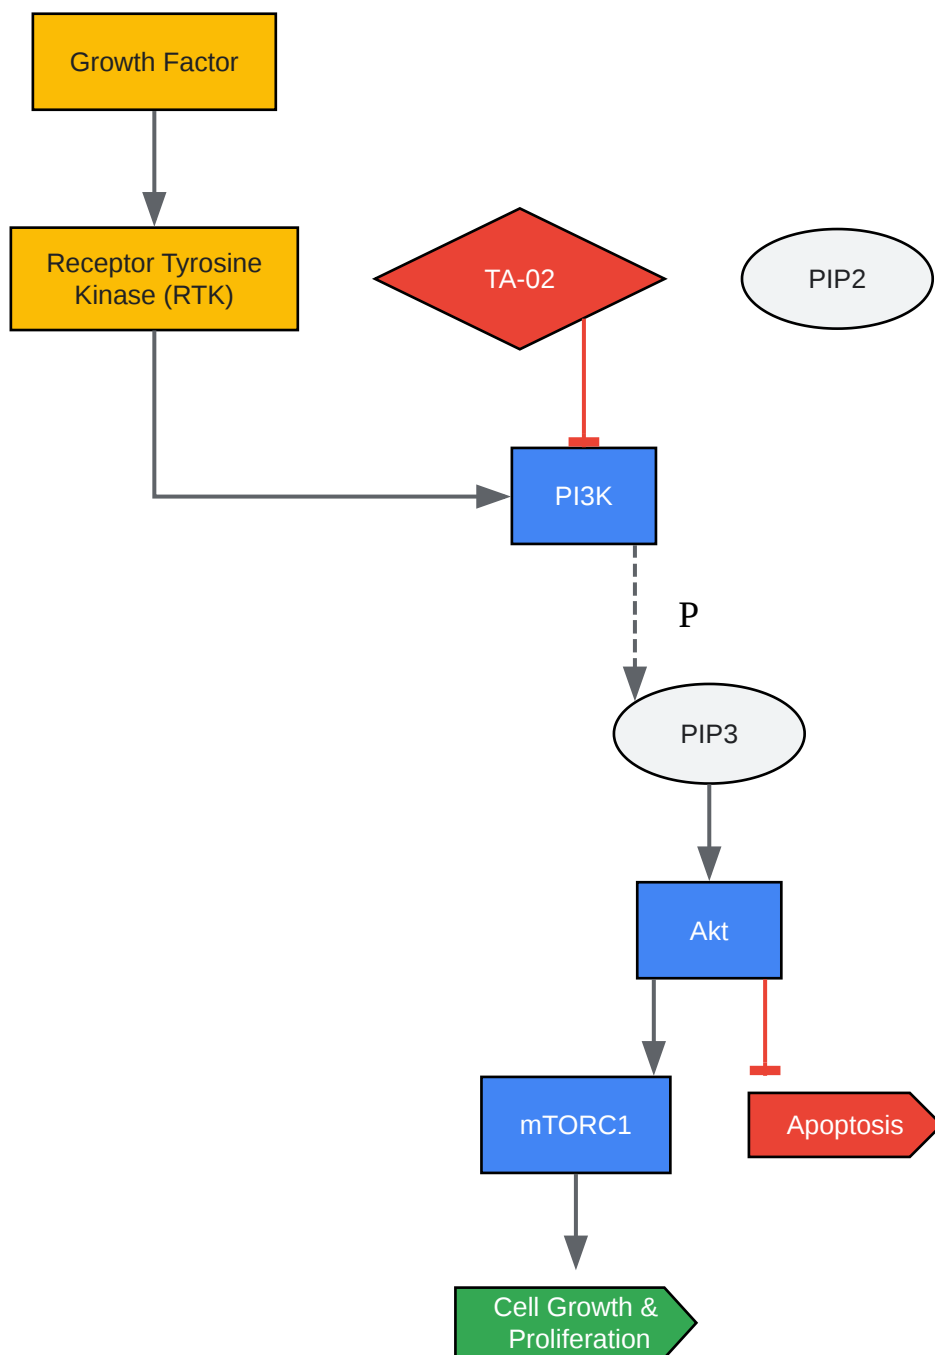 Growth Factor
Receptor Tyrosine
Kinase (RTK)
TA-02
PIP2
PI3K
P
PIP3
Akt
mTORC1
Apoptosis
Cell Growth &
Proliferation